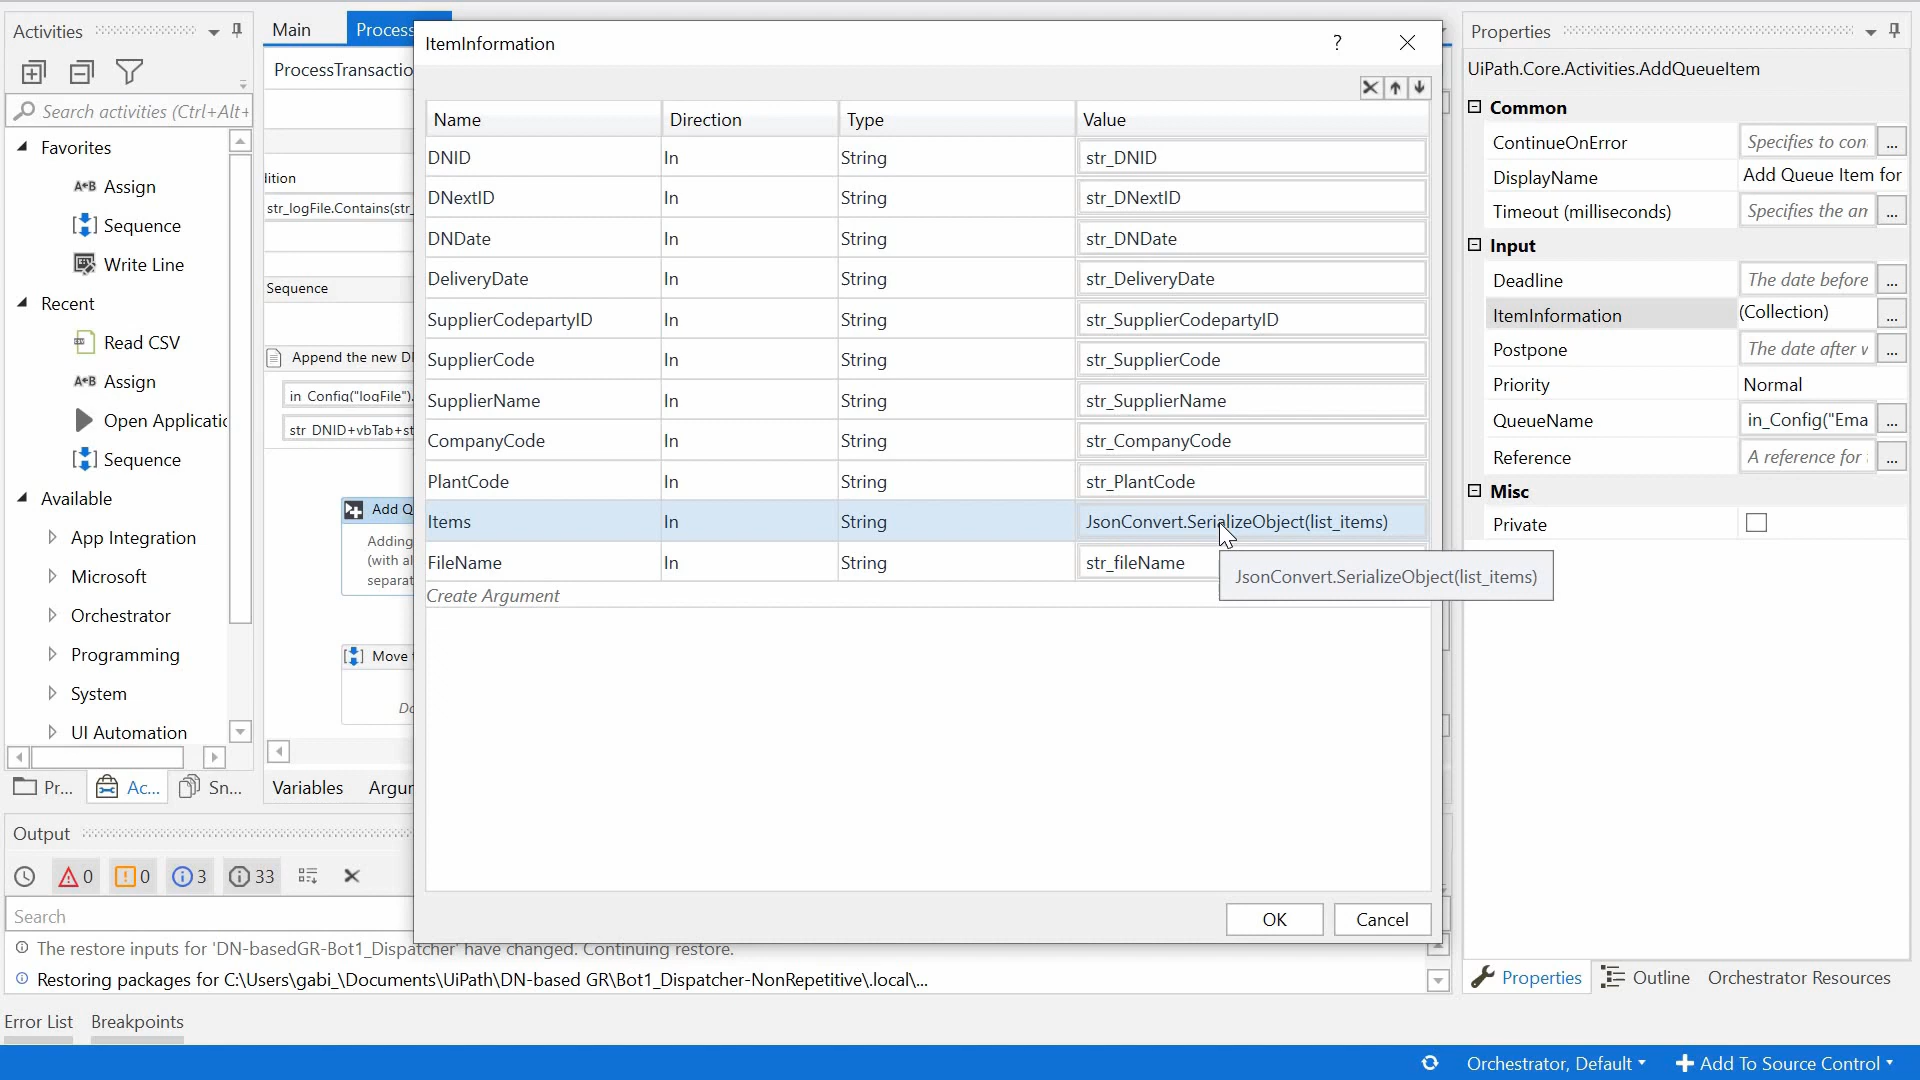 Activities
Search activities (Ctrl+Alt+
Favorites
A+B Assign
Sequence
Write Line
Recent
Read CSV
A+B Assign
Open Applicatic
Sequence
Available
App Integration
Microsoft
Orchestrator
Programming
System
UI Automation
Pr...
Ac...
Sn...
Main
Process
ProcessTransactio
lition
str_logFile.Contains(str_
Sequence
Append the new D
in_Config("logFile").
str_DNID+vbTab+st
Add Q
Adding
(with al
separat
Move
Do
Variables
Argur
ItemInformation
?
Name Direction Type Value
DNID In String str_DNID
DNextID In String str_DNextID
DNDate In String str_DNDate
DeliveryDate In String str_DeliveryDate
SupplierCodepartyID In String str_SupplierCodepartyID
SupplierCode In String str_SupplierCode
SupplierName In String str_SupplierName
CompanyCode In String str_CompanyCode
PlantCode In String str_PlantCode
Items In String JsonConvert.SerializeObject(list_items)
FileName In String str_fileName
JsonConvert.SerializeObject(list_items)
Create Argument
OK Cancel
Properties
UiPath.Core.Activities.AddQueueItem
Common
ContinueOnError Specifies to con ...
DisplayName Add Queue Item for
Timeout (milliseconds) Specifies the an ...
Input
Deadline The date before ...
ItemInformation (Collection) ...
Postpone The date after v ...
Priority Normal
QueueName in_Config("Ema ...
Reference A reference for ...
Misc
Private
Properties Outline Orchestrator Resources
Output
0 0 3 33
Search
The restore inputs for 'DN-basedGR-Bot1_Dispatcher' have changed. Continuing restore.
Restoring packages for C:\Users\gabi_\Documents\UiPath\DN-based GR\Bot1_Dispatcher-NonRepetitive\.local\...
Error List Breakpoints
Orchestrator, Default Add To Source Control